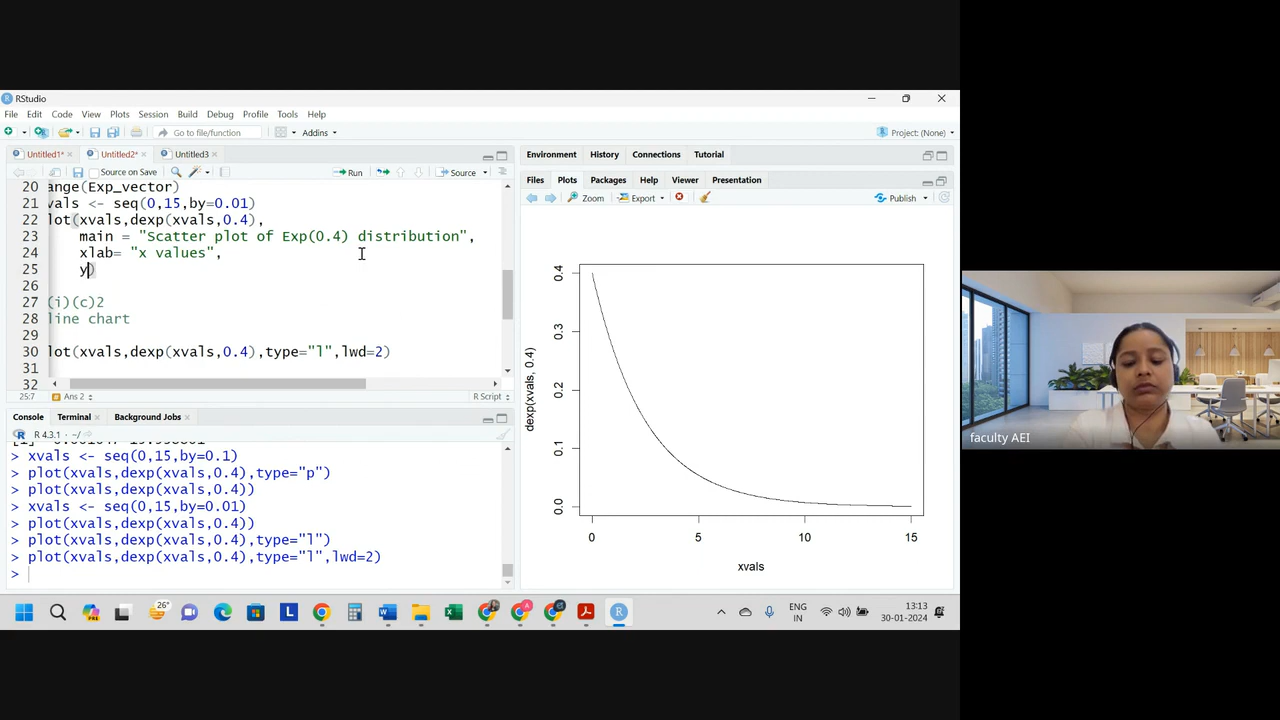 RStudio
File Edit Code View Plots Session Build Debug Profile Tools Help
Go to file/function Addins Project: (None)
Untitled1* Untitled2* Untitled3
Source on Save Run Source
20 ange(Exp_vector)
21 vals <- seq(0,15,by=0.01)
22 lot(xvals,dexp(xvals,0.4),
23 main = "Scatter plot of Exp(0.4) distribution",
24 xlab= "x values",
25 y)
26
27 (i)(c)2
28 line chart
29
30 lot(xvals,dexp(xvals,0.4),type="l",lwd=2)
31
32
25:7 Ans 2 R Script
Console Terminal Background Jobs
R 4.3.1 · ~/
> xvals <- seq(0,15,by=0.1)
> plot(xvals,dexp(xvals,0.4),type="p")
> plot(xvals,dexp(xvals,0.4))
> xvals <- seq(0,15,by=0.01)
> plot(xvals,dexp(xvals,0.4))
> plot(xvals,dexp(xvals,0.4),type="l")
> plot(xvals,dexp(xvals,0.4),type="l",lwd=2)
>
Environment History Connections Tutorial
Files Plots Packages Help Viewer Presentation
Zoom Export Publish
dexp(xvals, 0.4)
0.4
0.3
0.2
0.1
0.0
0 5 10 15
xvals
faculty AEI
26°
ENG
IN
13:13
30-01-2024